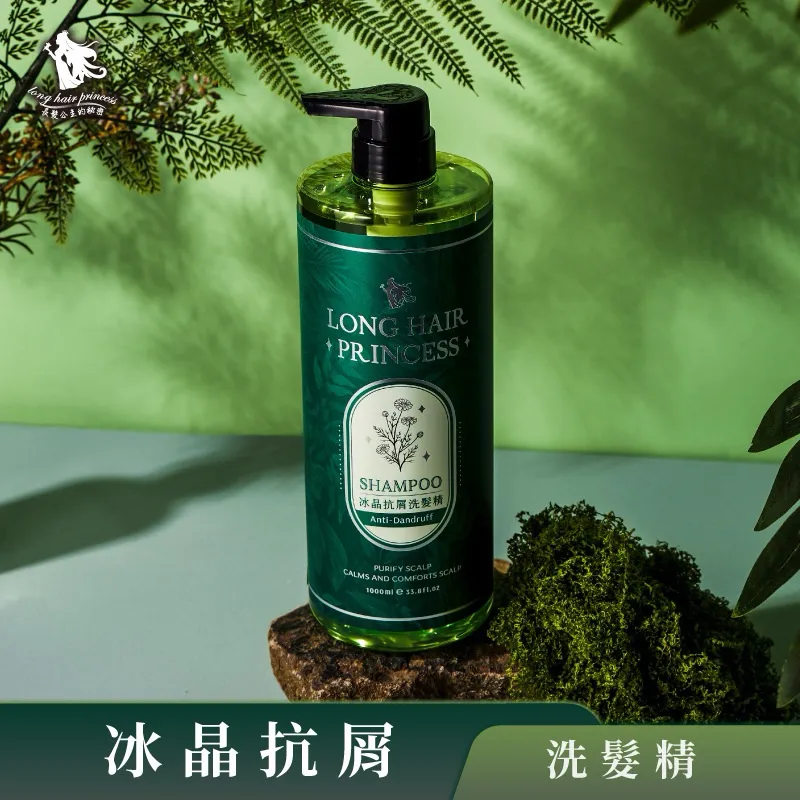 long hair princess
長髮公主的秘密
LONG HAIR
PRINCESS
SHAMPOO
冰晶抗屑洗髮精
Anti-Dandruff
PURIFY SCALP
CALMS AND COMFORTS SCALP
1000ml ℮ 33.8fl.oz
冰晶抗屑
洗髮精